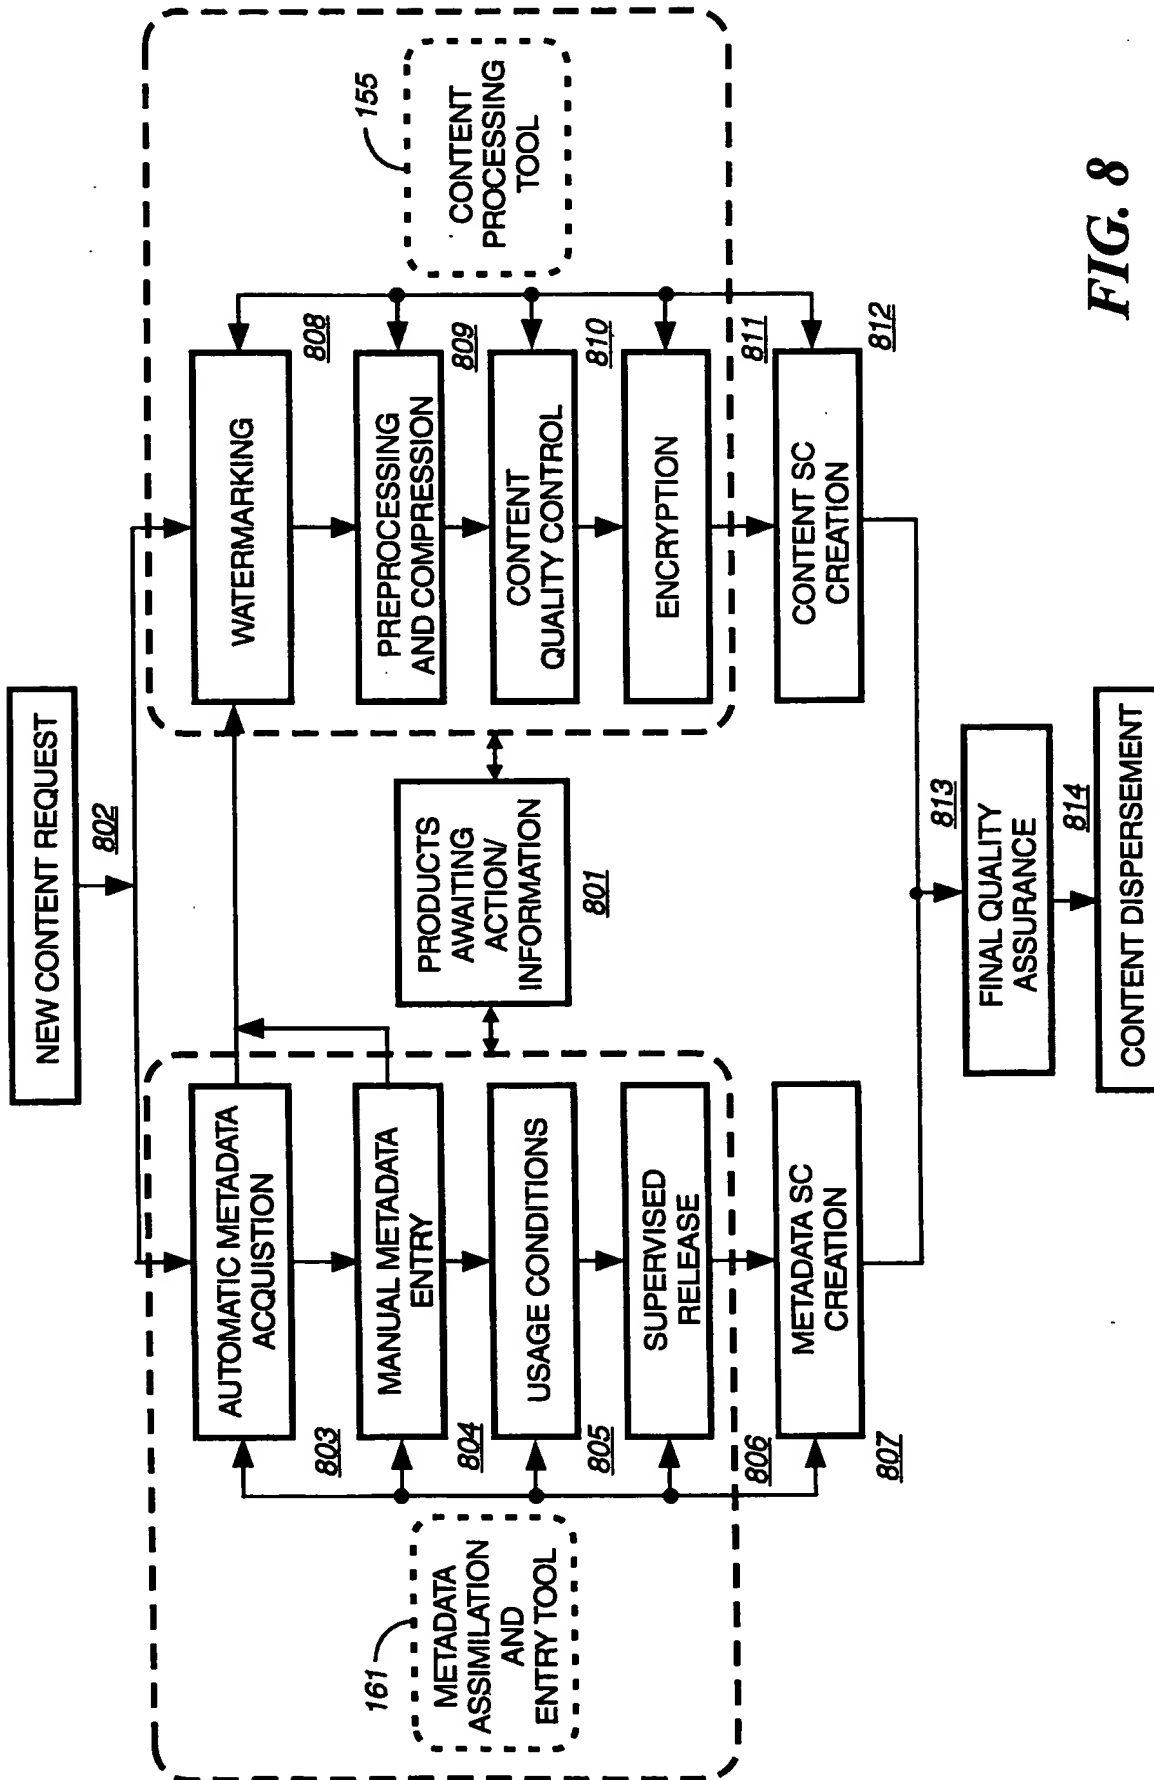 NEW CONTENT REQUEST
802
161
METADATA
ASSIMILATION
AND
ENTRY TOOL
AUTOMATIC METADATA
ACQUISTION
803
MANUAL METADATA
ENTRY
804
USAGE CONDITIONS
805
SUPERVISED
RELEASE
806
METADATA SC
CREATION
807
PRODUCTS
AWAITING
ACTION/
INFORMATION
801
WATERMARKING
808
PREPROCESSING
AND COMPRESSION
809
CONTENT
QUALITY CONTROL
810
ENCRYPTION
811
CONTENT SC
CREATION
812
155
CONTENT
PROCESSING
TOOL
FINAL QUALITY
ASSURANCE
813
CONTENT DISPERSEMENT
814
FIG. 8